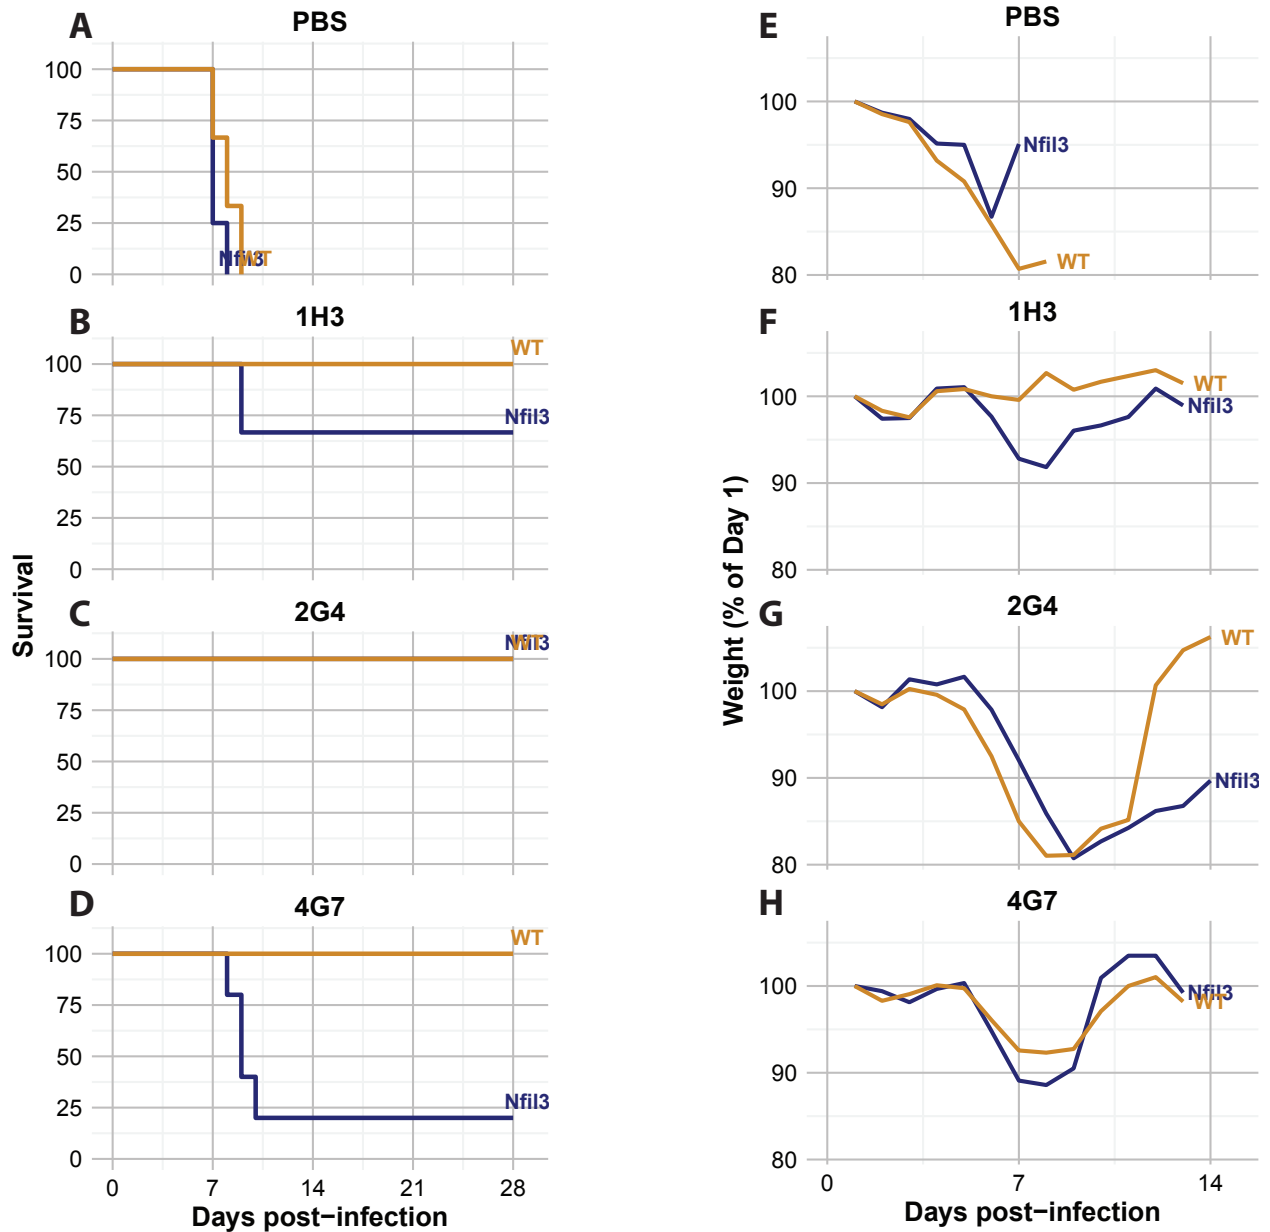 A
PBS
100
75
50
25
0
Nfil3
WT
B
1H3
100
75
50
25
0
WT
Nfil3
C
2G4
100
75
50
25
0
Nfil3
WT
D
4G7
100
75
50
25
0
WT
Nfil3
0 7 14 21 28
Days post−infection
Survival
E
PBS
100
90
80
Nfil3
WT
F
1H3
100
90
80
WT
Nfil3
G
2G4
100
90
80
WT
Nfil3
H
4G7
100
90
80
Nfil3
WT
0 7 14
Days post−infection
Weight (% of Day 1)